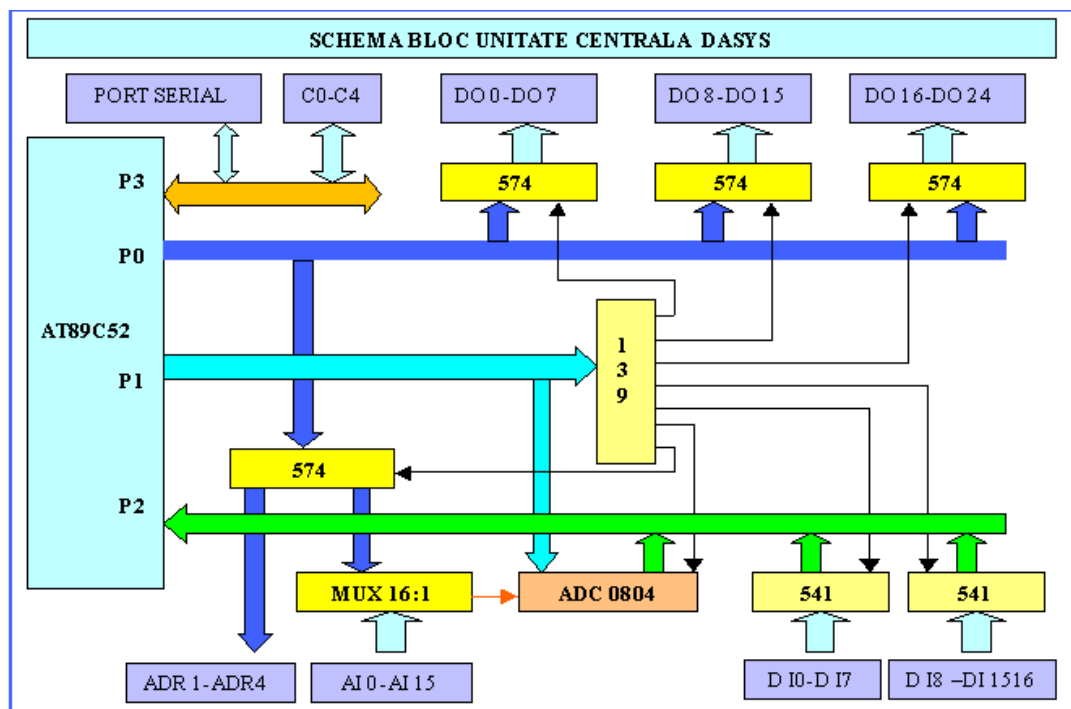 SCHEMA BLOC UNITATE CENTRALA DASYS
PORT SERIAL
C0-C4
DO 0-DO 7
DO 8-DO 15
DO 16-DO 24
P3
574
574
574
P0
AT89C52
1
3
9
P1
574
P2
MUX 16:1
ADC 0804
541
541
ADR 1-ADR4
AI 0-AI 15
D I0-D I7
D I8 –DI 1516